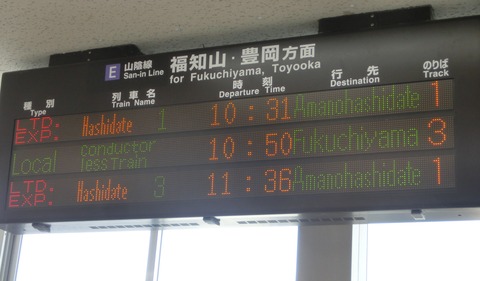 E 山陰線 San-in Line 福知山・豊岡方面 for Fukuchiyama, Toyooka
種別 Type 列車名 Train Name 時刻 Departure Time 行先 Destination のりば Track
LTD. EXP. Hashidate 1 10:31 Amanohashidate 1
Local conductor less Train 10:50 Fukuchiyama 3
LTD. EXP. Hashidate 3 11:36 Amanohashidate 1